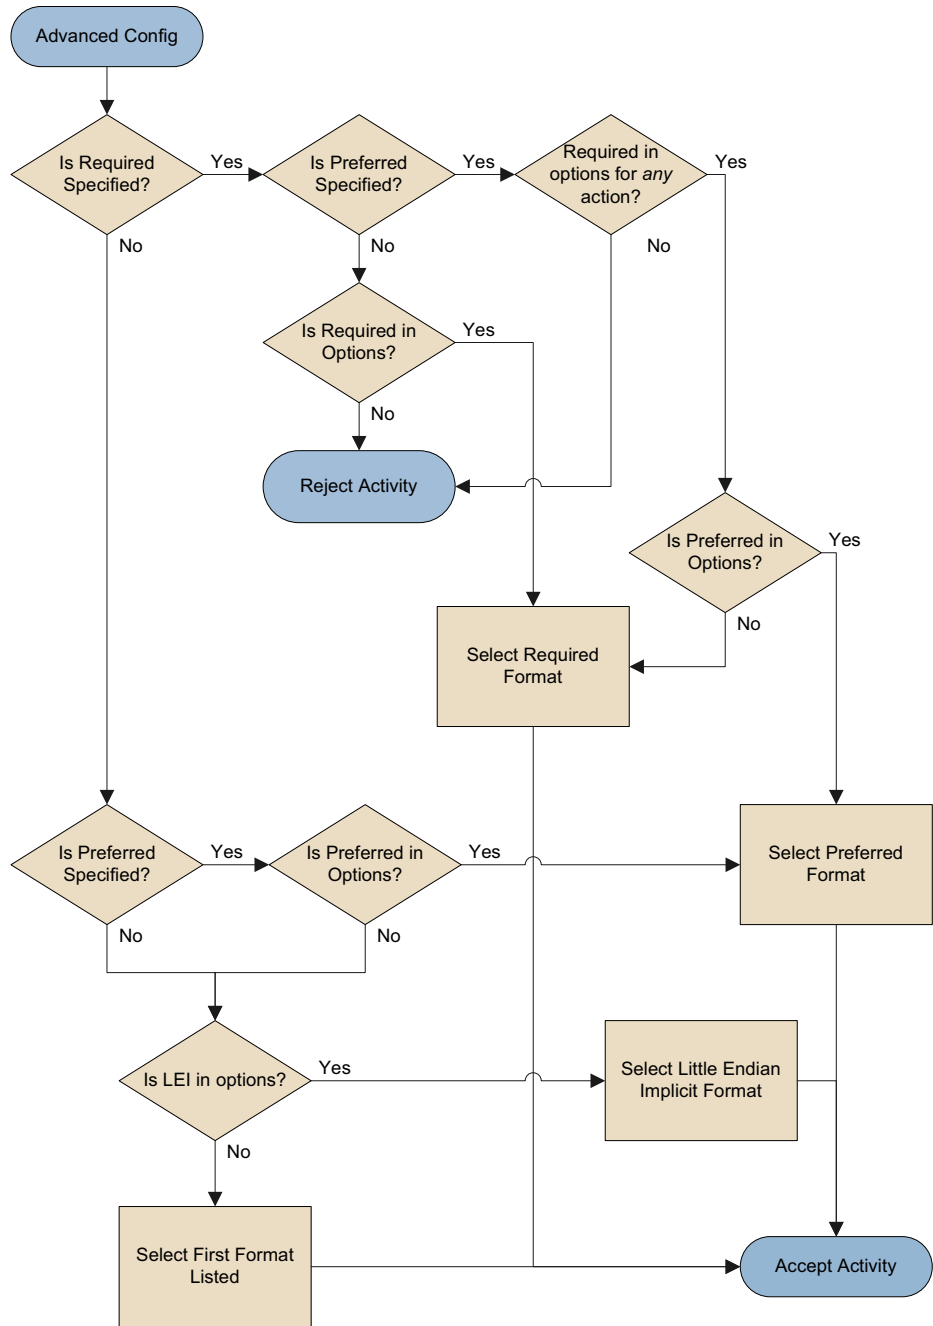 Advanced Config
Is Required
Specified?
Yes
Is Preferred
Specified?
Yes
Required in
options for any
action?
Yes
No
No
No
Is Required in
Options?
Yes
No
Reject Activity
Is Preferred in
Options?
Yes
No
Select Required
Format
Is Preferred
Specified?
Yes
Is Preferred in
Options?
Yes
Select Preferred
Format
No
No
Is LEI in options?
Yes
Select Little Endian
Implicit Format
No
Select First Format
Listed
Accept Activity